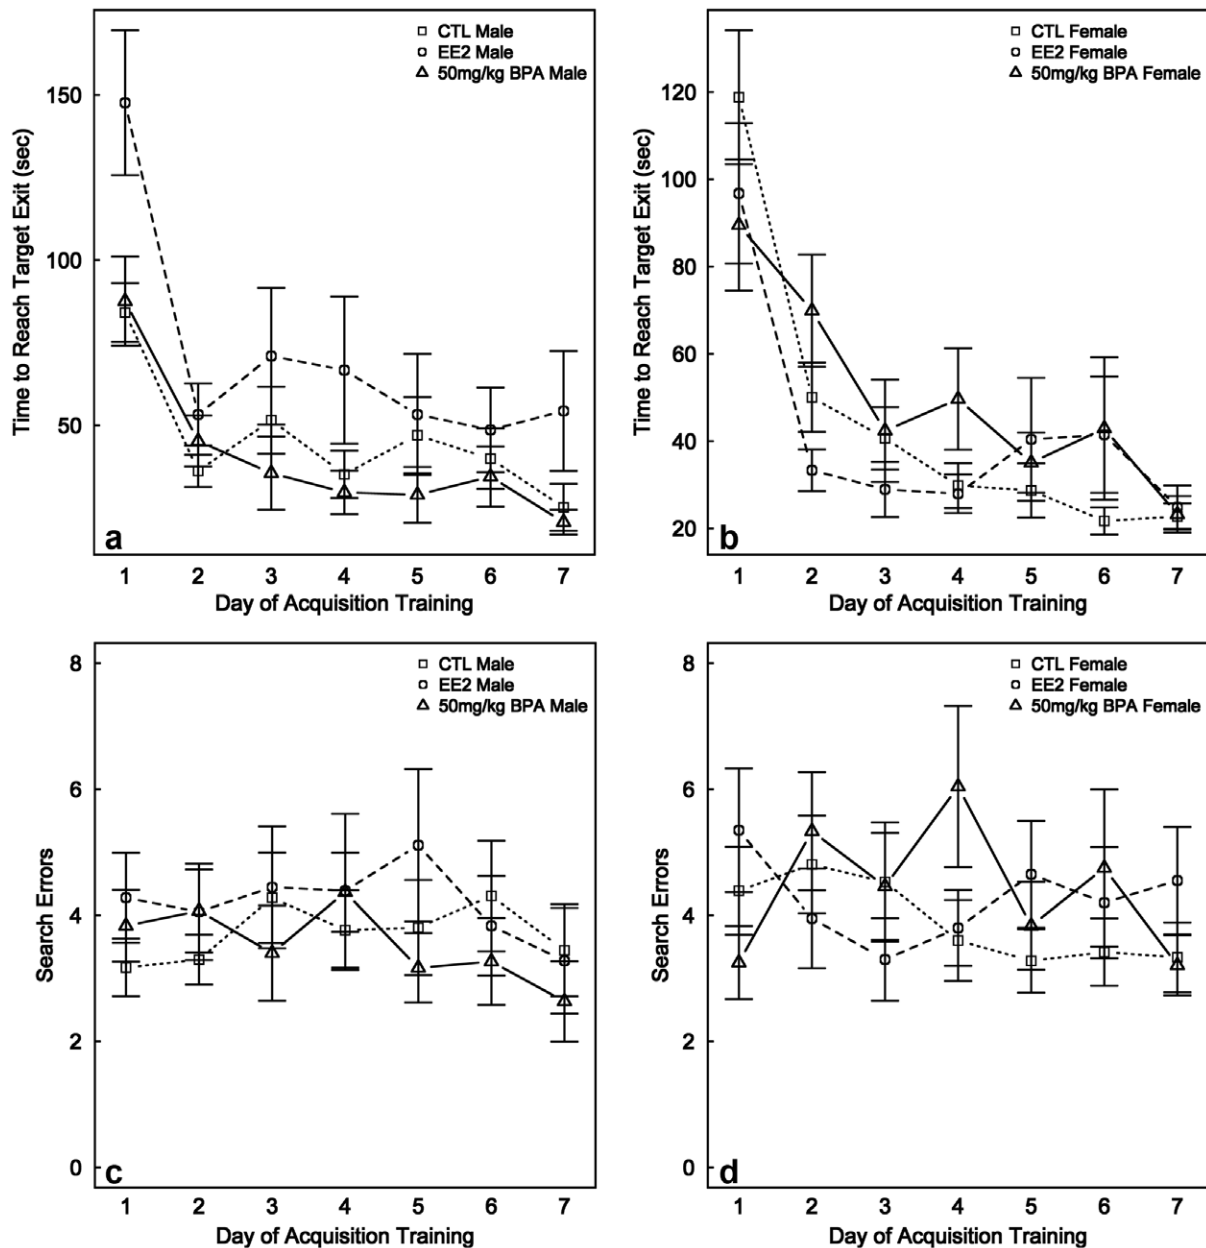 CTL Male
EE2 Male
50mg/kg BPA Male
150
100
50
Time to Reach Target Exit (sec)
a
1 2 3 4 5 6 7
Day of Acquisition Training
CTL Female
EE2 Female
50mg/kg BPA Female
120
100
80
60
40
20
Time to Reach Target Exit (sec)
b
1 2 3 4 5 6 7
Day of Acquisition Training
CTL Male
EE2 Male
50mg/kg BPA Male
8
6
4
2
0
Search Errors
c
1 2 3 4 5 6 7
Day of Acquisition Training
CTL Female
EE2 Female
50mg/kg BPA Female
8
6
4
2
0
Search Errors
d
1 2 3 4 5 6 7
Day of Acquisition Training